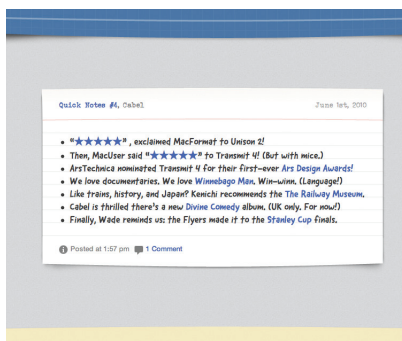 Quick Notes #4, Cabel
June 1st, 2010
• "★★★★★" , exclaimed MacFormat to Unison 2!
• Then, MacUser said "★★★★★" to Transmit 4! (But with mice.)
• ArsTechnica nominated Transmit 4 for their first-ever Ars Design Awards!
• We love documentaries. We love Winnebago Man. Win-winn. (Language!)
• Like trains, history, and Japan? Kenichi recommends the The Railway Museum.
• Cabel is thrilled there's a new Divine Comedy album. (UK only. For now!)
• Finally, Wade reminds us: the Flyers made it to the Stanley Cup finals.
Posted at 1:57 pm 1 Comment